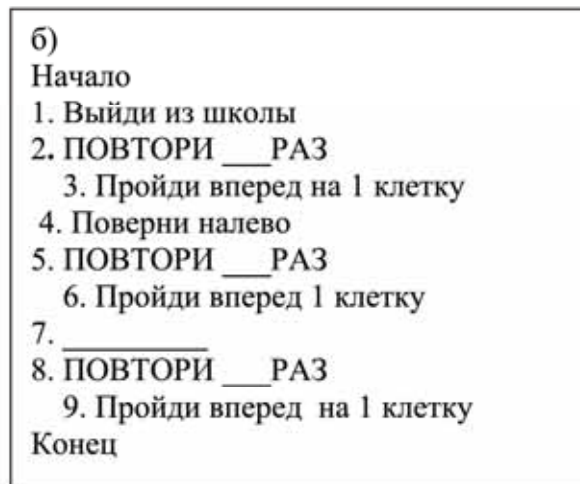 б)
Начало
1. Выйди из школы
2. ПОВТОРИ ___РАЗ
3. Пройди вперед на 1 клетку
4. Поверни налево
5. ПОВТОРИ ___РАЗ
6. Пройди вперед 1 клетку
7. __________
8. ПОВТОРИ ___РАЗ
9. Пройди вперед на 1 клетку
Конец